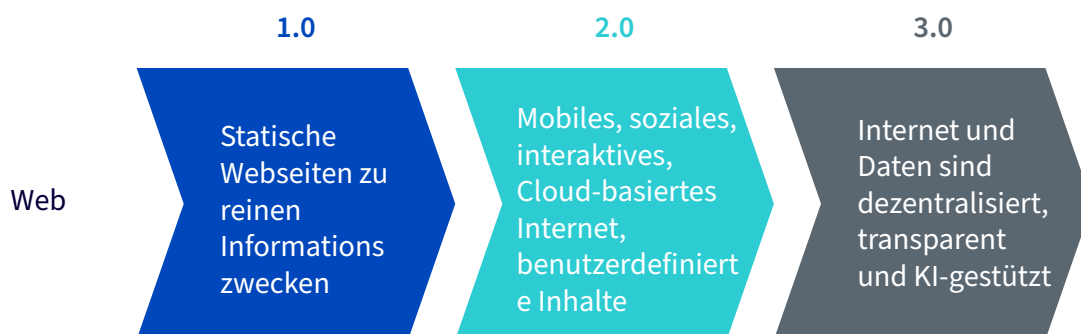 1.0
2.0
3.0
Web
Statische
Webseiten zu
reinen
Informations
zwecken
Mobiles, soziales,
interaktives,
Cloud-basiertes
Internet,
benutzerdefiniert
e Inhalte
Internet und
Daten sind
dezentralisiert,
transparent
und KI-gestützt